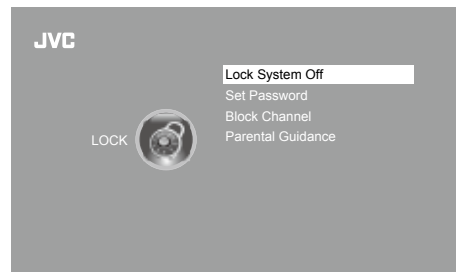 JVC
Lock System Off
Set Password
Block Channel
LOCK
Parental Guidance